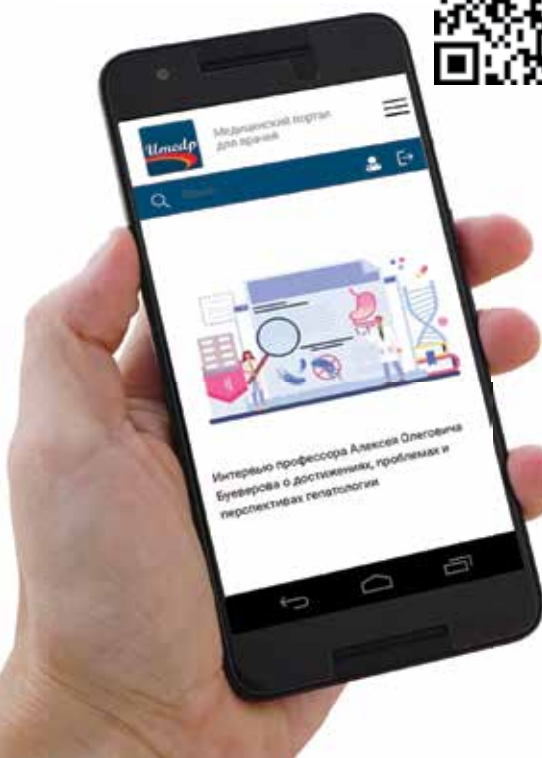 Umedp
Медицинский портал
для врачей
Интервью профессора Алексея Олеговича
Буеверова о достижениях, проблемах и
перспективах гепатологии